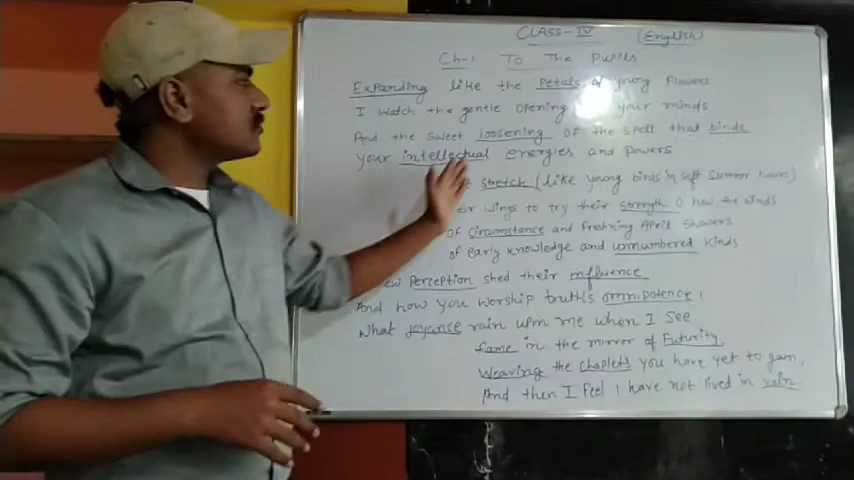 CLASS-IV (English)
Ch-1 To The Pupils
Expanding like the petals of young flowers
I watch the gentle opening your minds
And the sweet loosening of the spell that binds
your intellectual energies and powers
stretch (like young birds in soft summer hours)
wings to try their strength O how the winds
of circumstance and freshning April showers
of early knowledge and unnumbered kinds
Perception shed their influence
And how you worship truth's omnipotence,
What joyance rain upon me when I see
fame in the mirror of Futurity
Weaving the chaplets you have yet to gain,
And then I feel I have not lived in vain